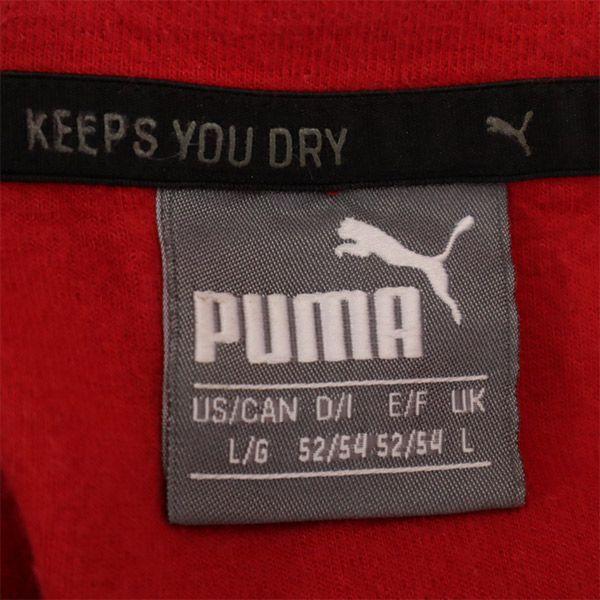 KEEPS YOU DRY
PUMA
US/CAN D/I E/F UK
L/G 52/54 52/54 L